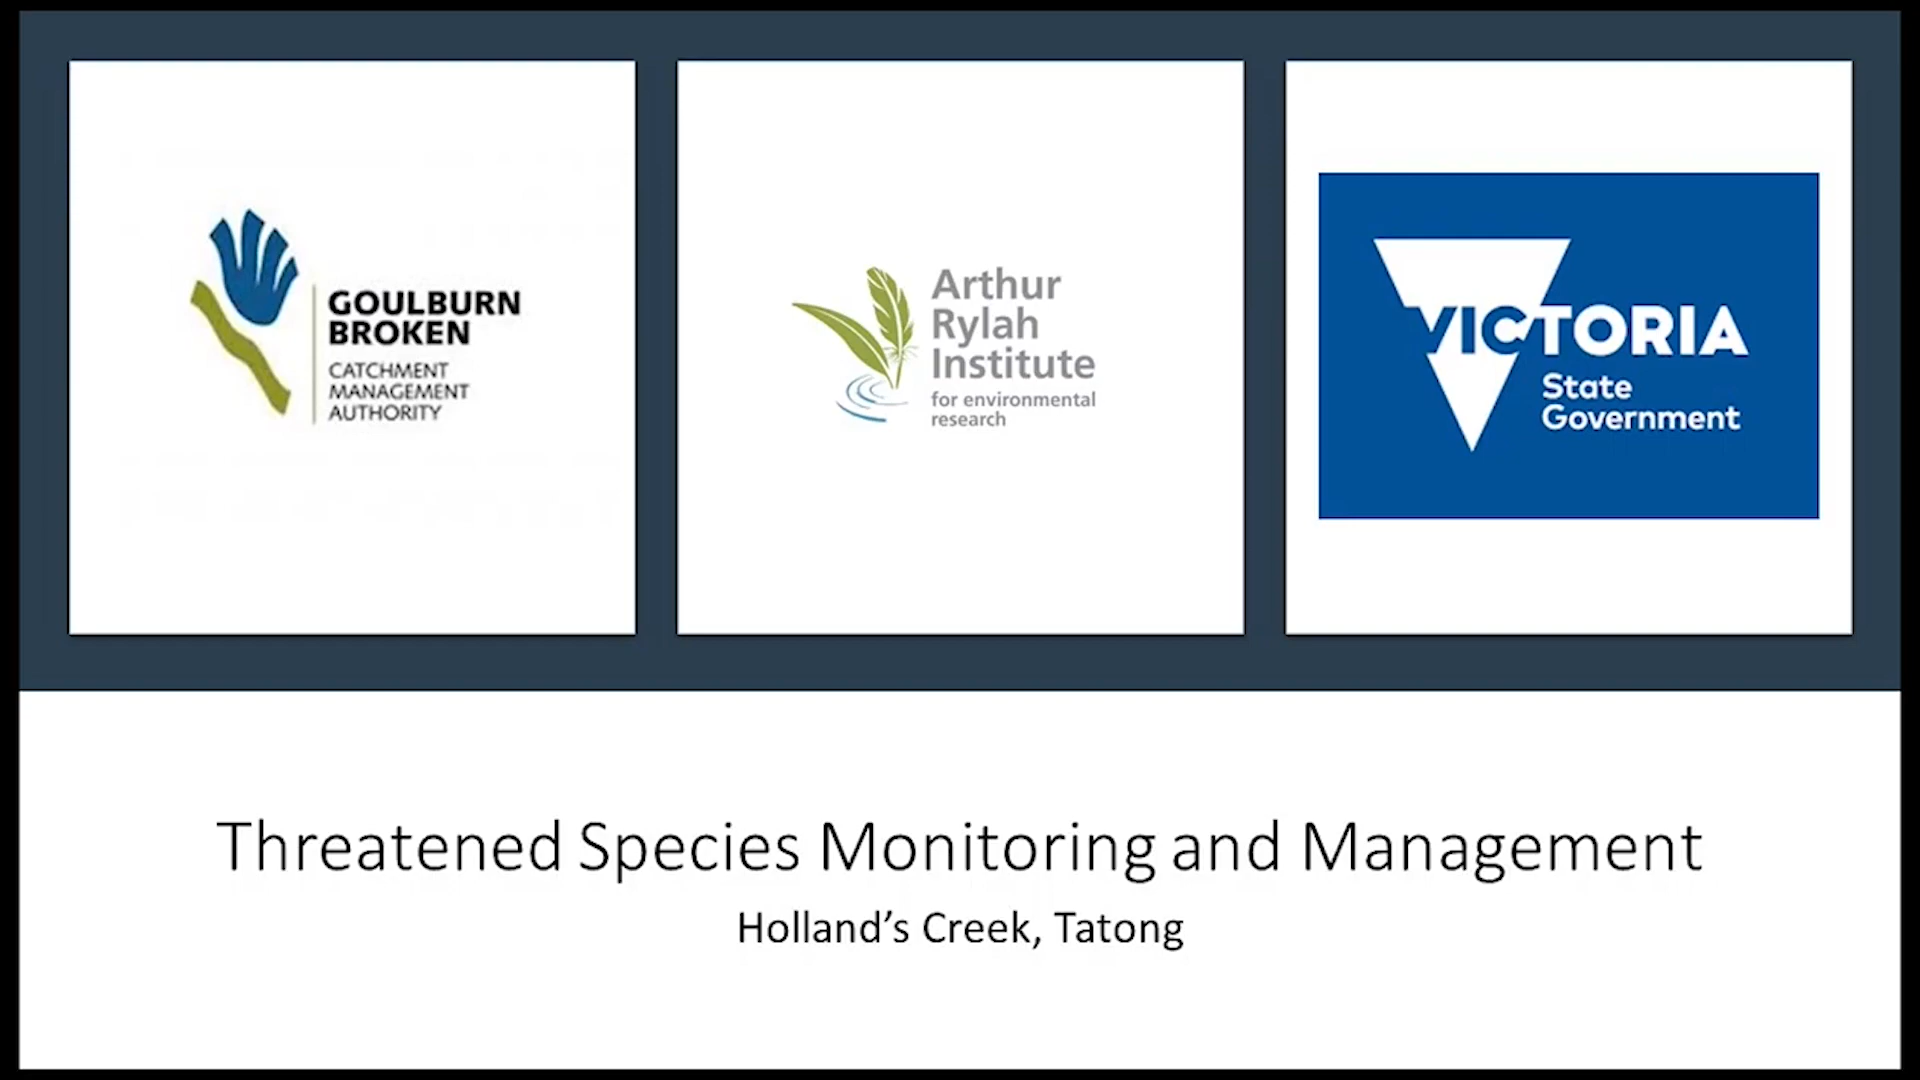 GOULBURN
BROKEN
CATCHMENT
MANAGEMENT
AUTHORITY
Arthur
Rylah
Institute
for environmental
research
VICTORIA
State
Government
Threatened Species Monitoring and Management
Holland’s Creek, Tatong